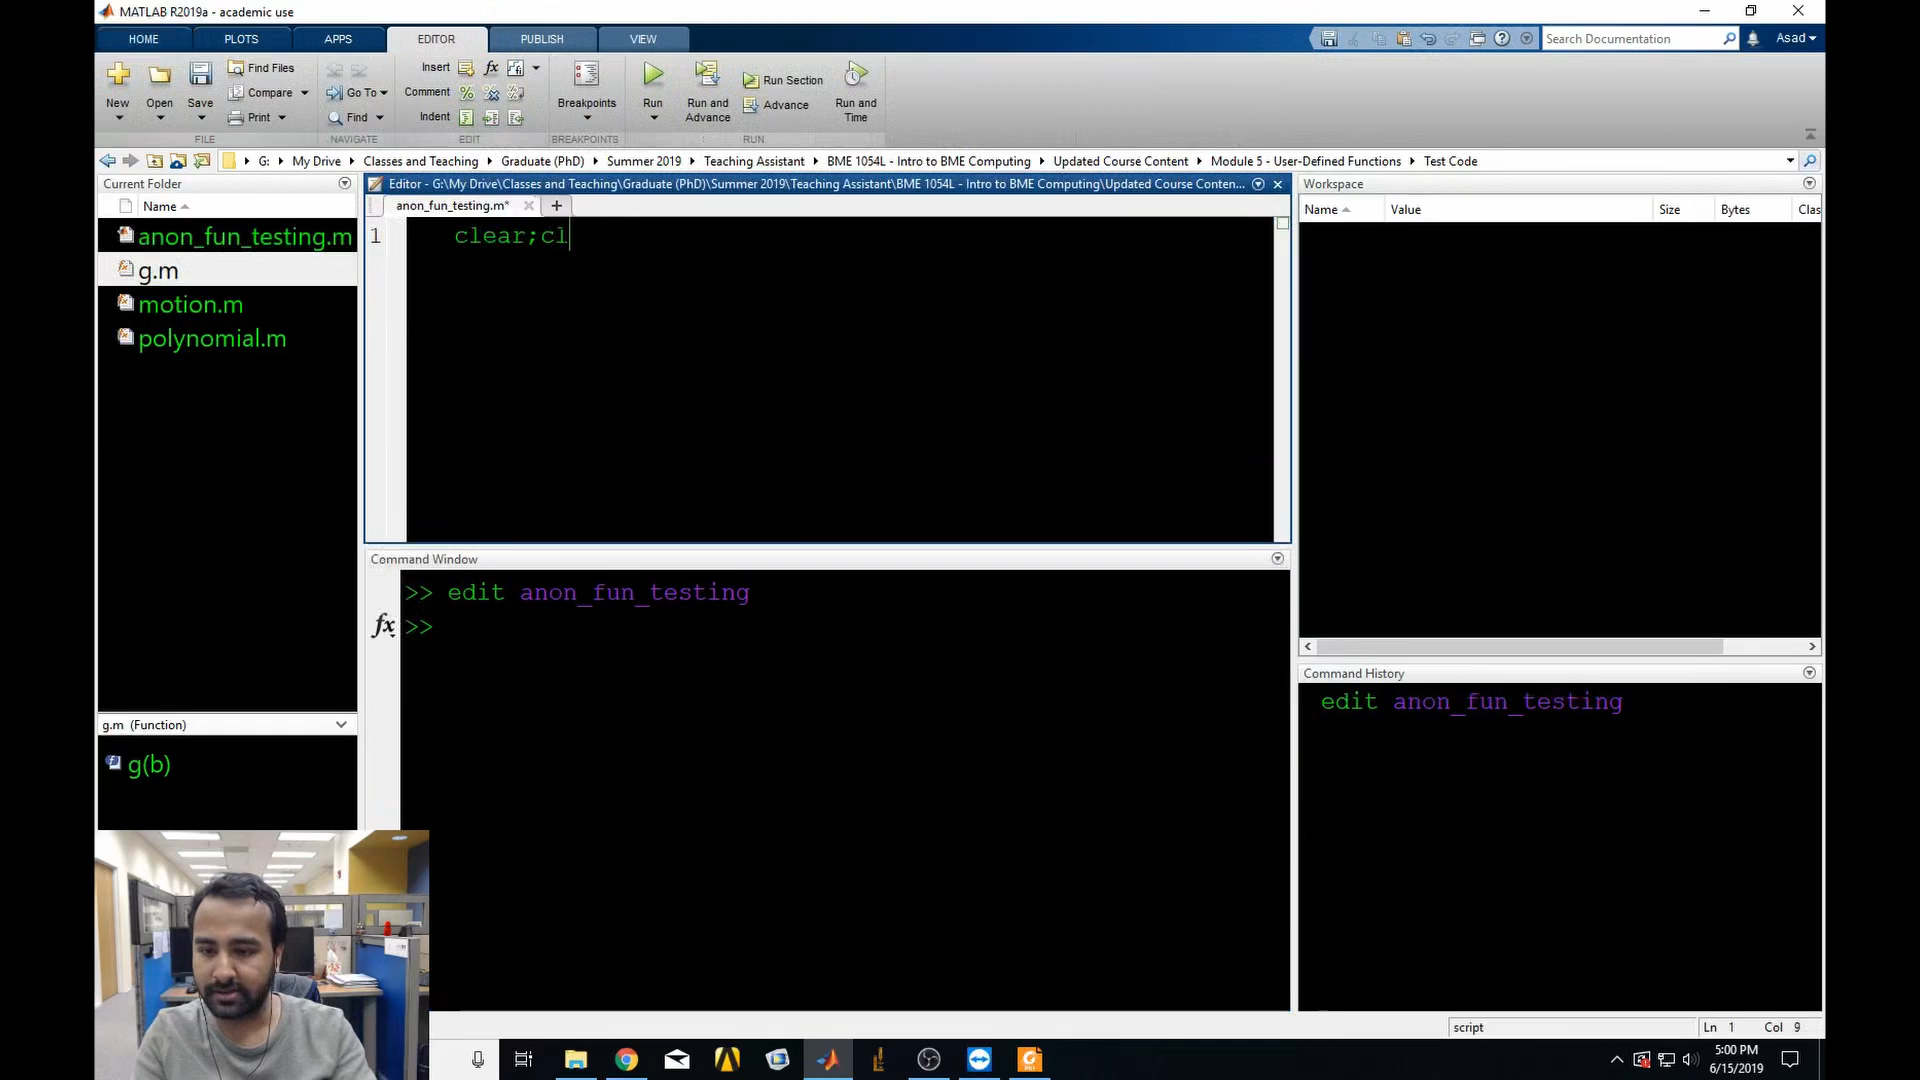 MATLAB R2019a - academic use
HOME PLOTS APPS EDITOR PUBLISH VIEW
Search Documentation
Asad
New
Open
Save
Find Files
Compare
Print
FILE
Go To
Find
NAVIGATE
Insert
Comment
Indent
EDIT
Breakpoints
BREAKPOINTS
Run
Run and Advance
Run Section
Advance
Run and Time
RUN
G: My Drive Classes and Teaching Graduate (PhD) Summer 2019 Teaching Assistant BME 1054L - Intro to BME Computing Updated Course Content Module 5 - User-Defined Functions Test Code
Current Folder
Name
anon_fun_testing.m
g.m
motion.m
polynomial.m
g.m (Function)
g(b)
Editor - G:\My Drive\Classes and Teaching\Graduate (PhD)\Summer 2019\Teaching Assistant\BME 1054L - Intro to BME Computing\Updated Course Conten...
anon_fun_testing.m*
1 clear;cl
Command Window
>> edit anon_fun_testing
fx >>
Workspace
Name Value Size Bytes Clas
Command History
edit anon_fun_testing
script
Ln 1 Col 9
5:00 PM
6/15/2019